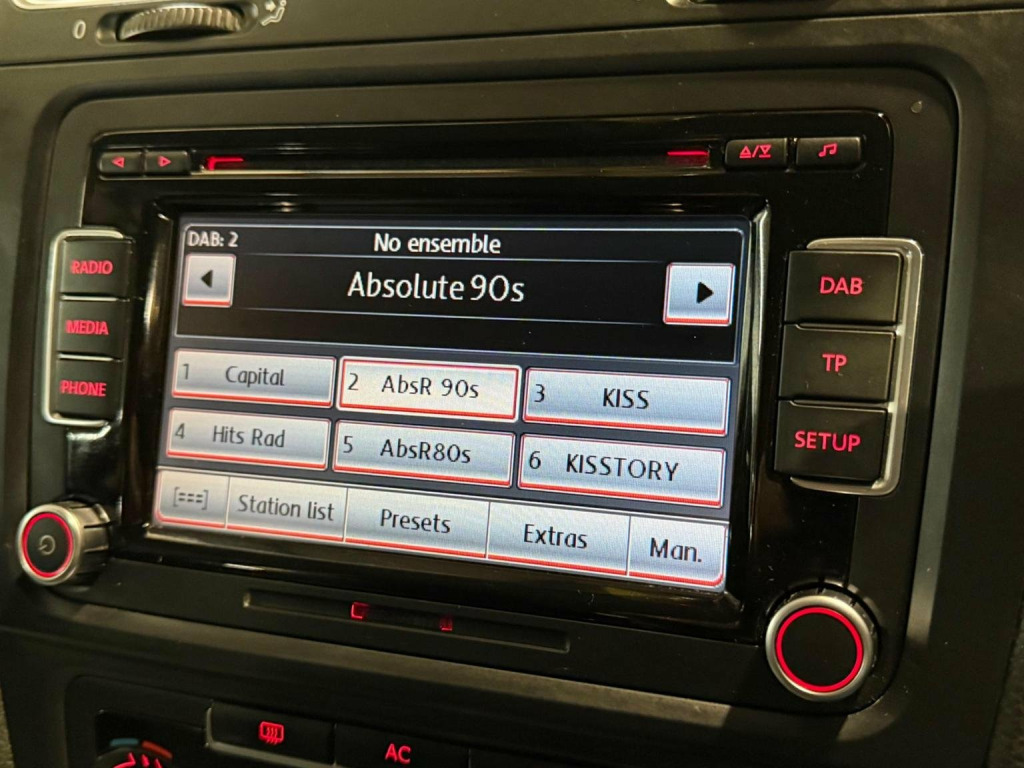 0
RADIO
MEDIA
PHONE
DAB: 2
No ensemble
Absolute 90s
1 Capital
2 AbsR 90s
3 KISS
4 Hits Rad
5 AbsR80s
6 KISSTORY
[===]
Station list
Presets
Extras
Man.
DAB
TP
SETUP
AC